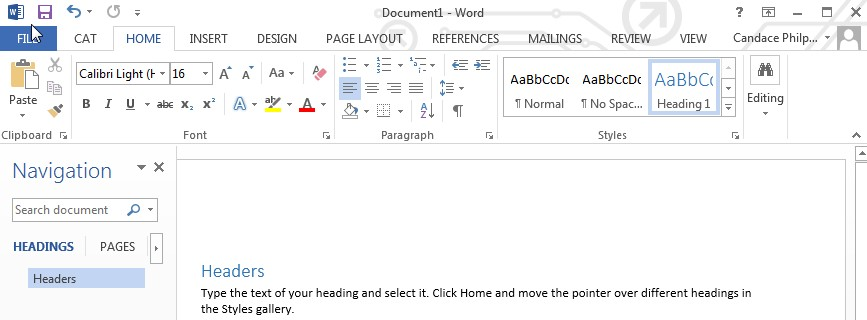 Document1 - Word
FILE CAT HOME INSERT DESIGN PAGE LAYOUT REFERENCES MAILINGS REVIEW VIEW Candace Philp...
Calibri Light (H 16
AaBbCcDc AaBbCcDc AaBbCc
Paste
¶ Normal ¶ No Spac... Heading 1
Editing
Clipboard Font Paragraph Styles
Navigation
Search document
HEADINGS PAGES
Headers
Headers
Type the text of your heading and select it. Click Home and move the pointer over different headings in
the Styles gallery.